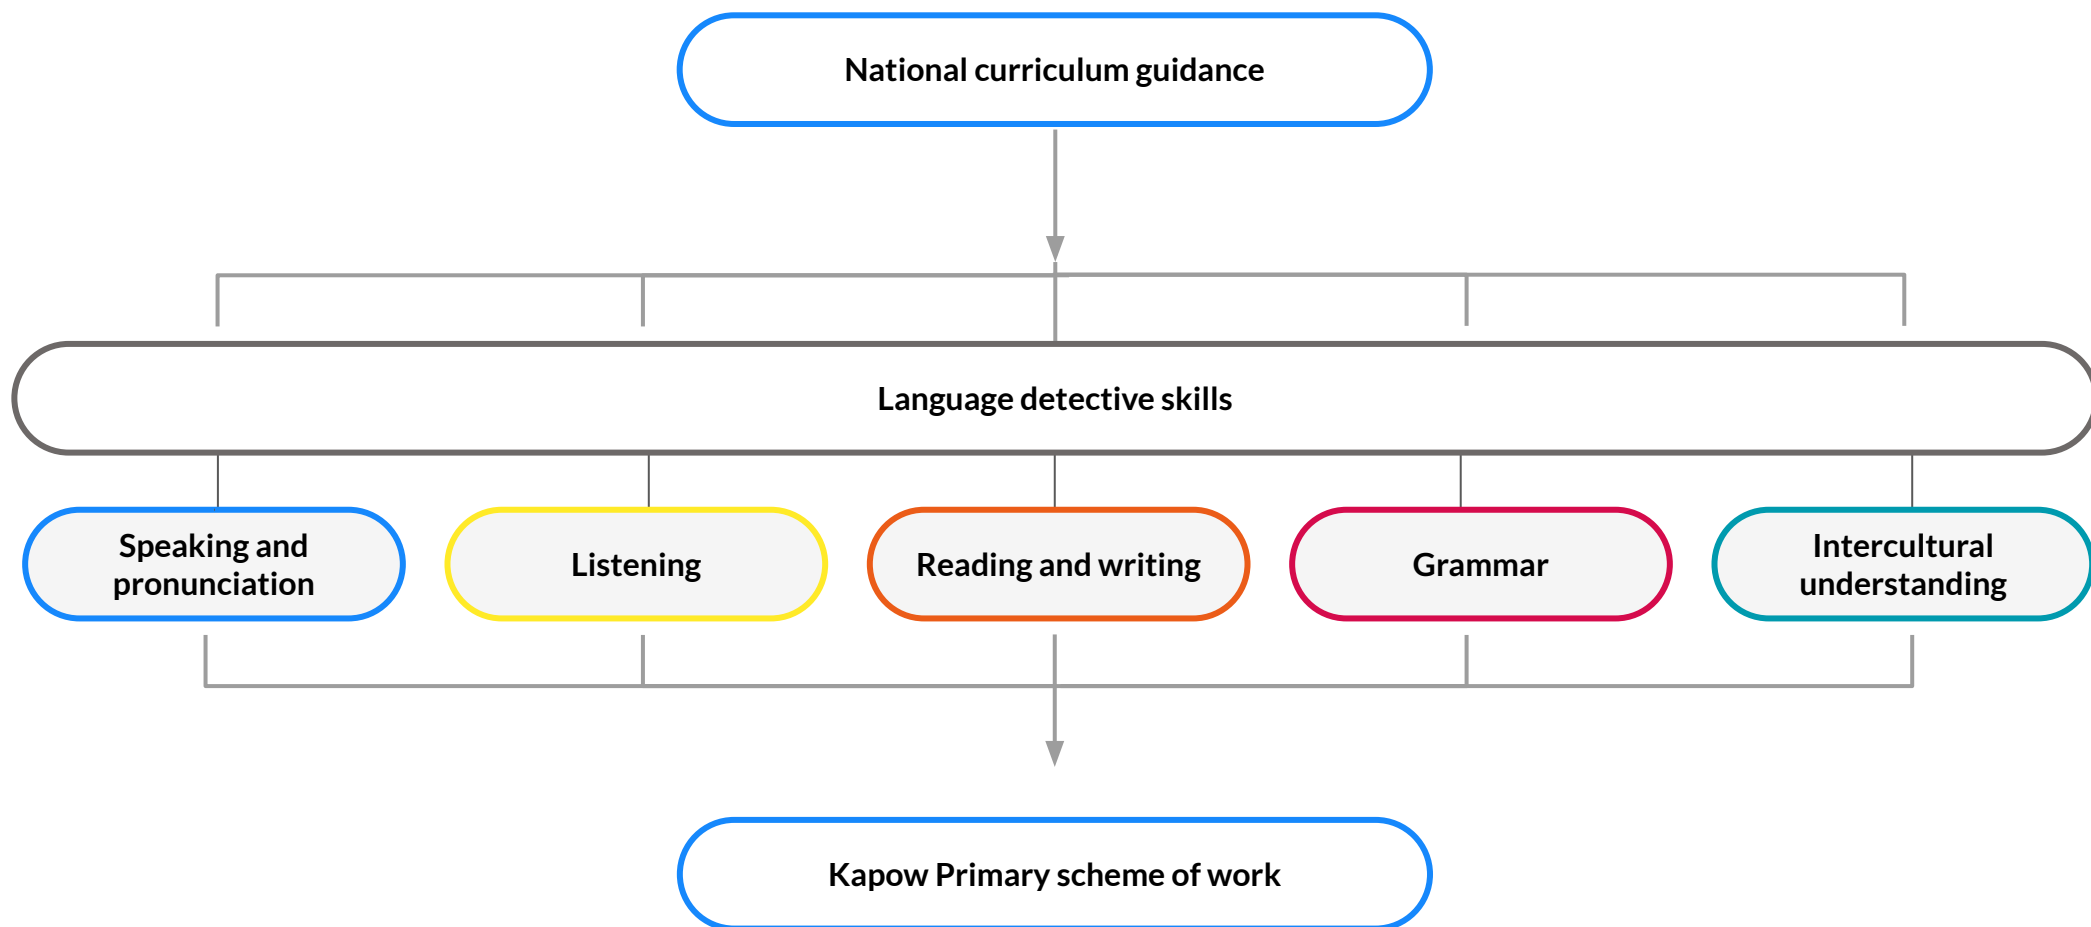 National curriculum guidance
Language detective skills
Speaking and
pronunciation
Listening
Reading and writing
Grammar
Intercultural
understanding
Kapow Primary scheme of work